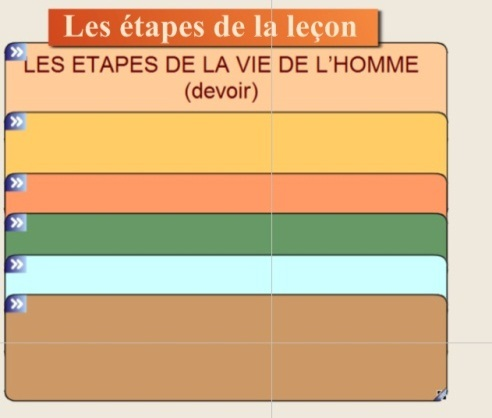 Les étapes de la leçon
LES ETAPES DE LA VIE DE L'HOMME
(devoir)